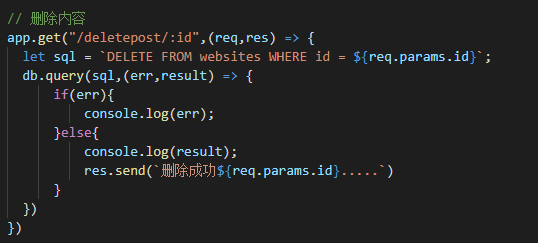 // 删除内容
app.get("/deletepost/:id",(req,res) => {
let sql = `DELETE FROM websites WHERE id = ${req.params.id}`;
db.query(sql,(err,result) => {
if(err){
console.log(err);
}else{
console.log(result);
res.send(`删除成功${req.params.id}.....`)
}
})
})